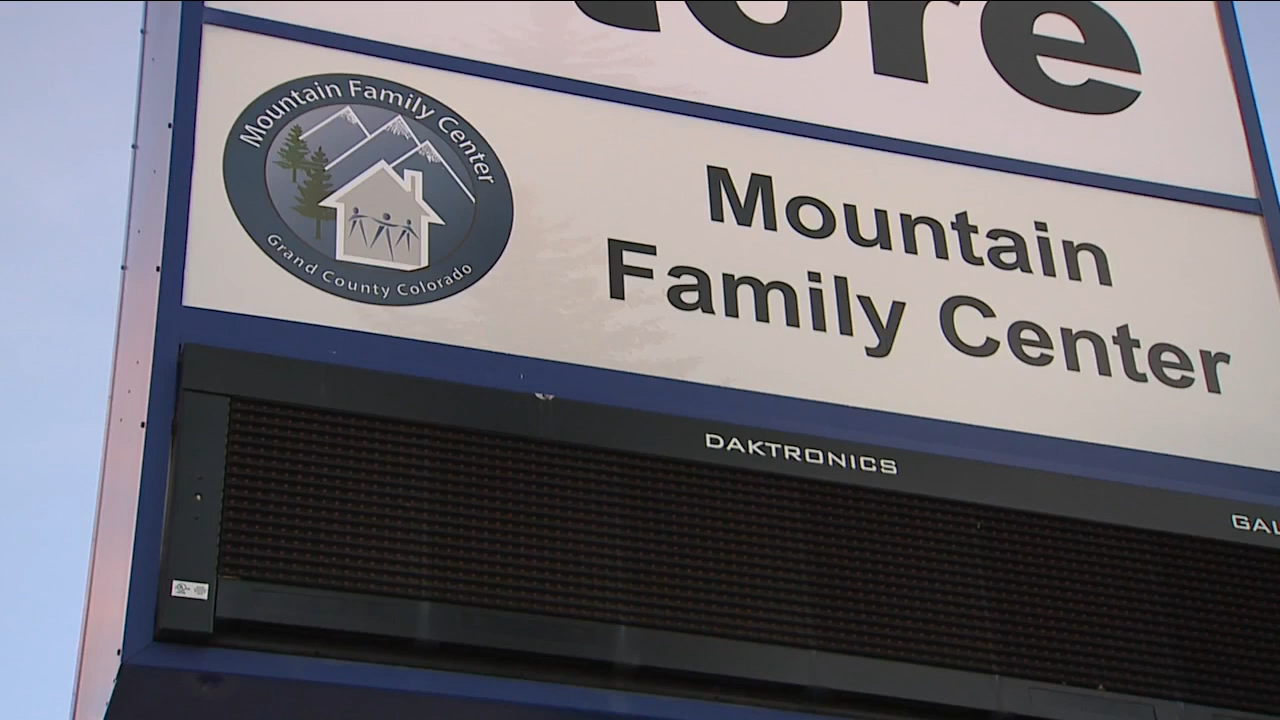 Mountain Family Center
Grand County Colorado
Mountain
Family Center
DAKTRONICS